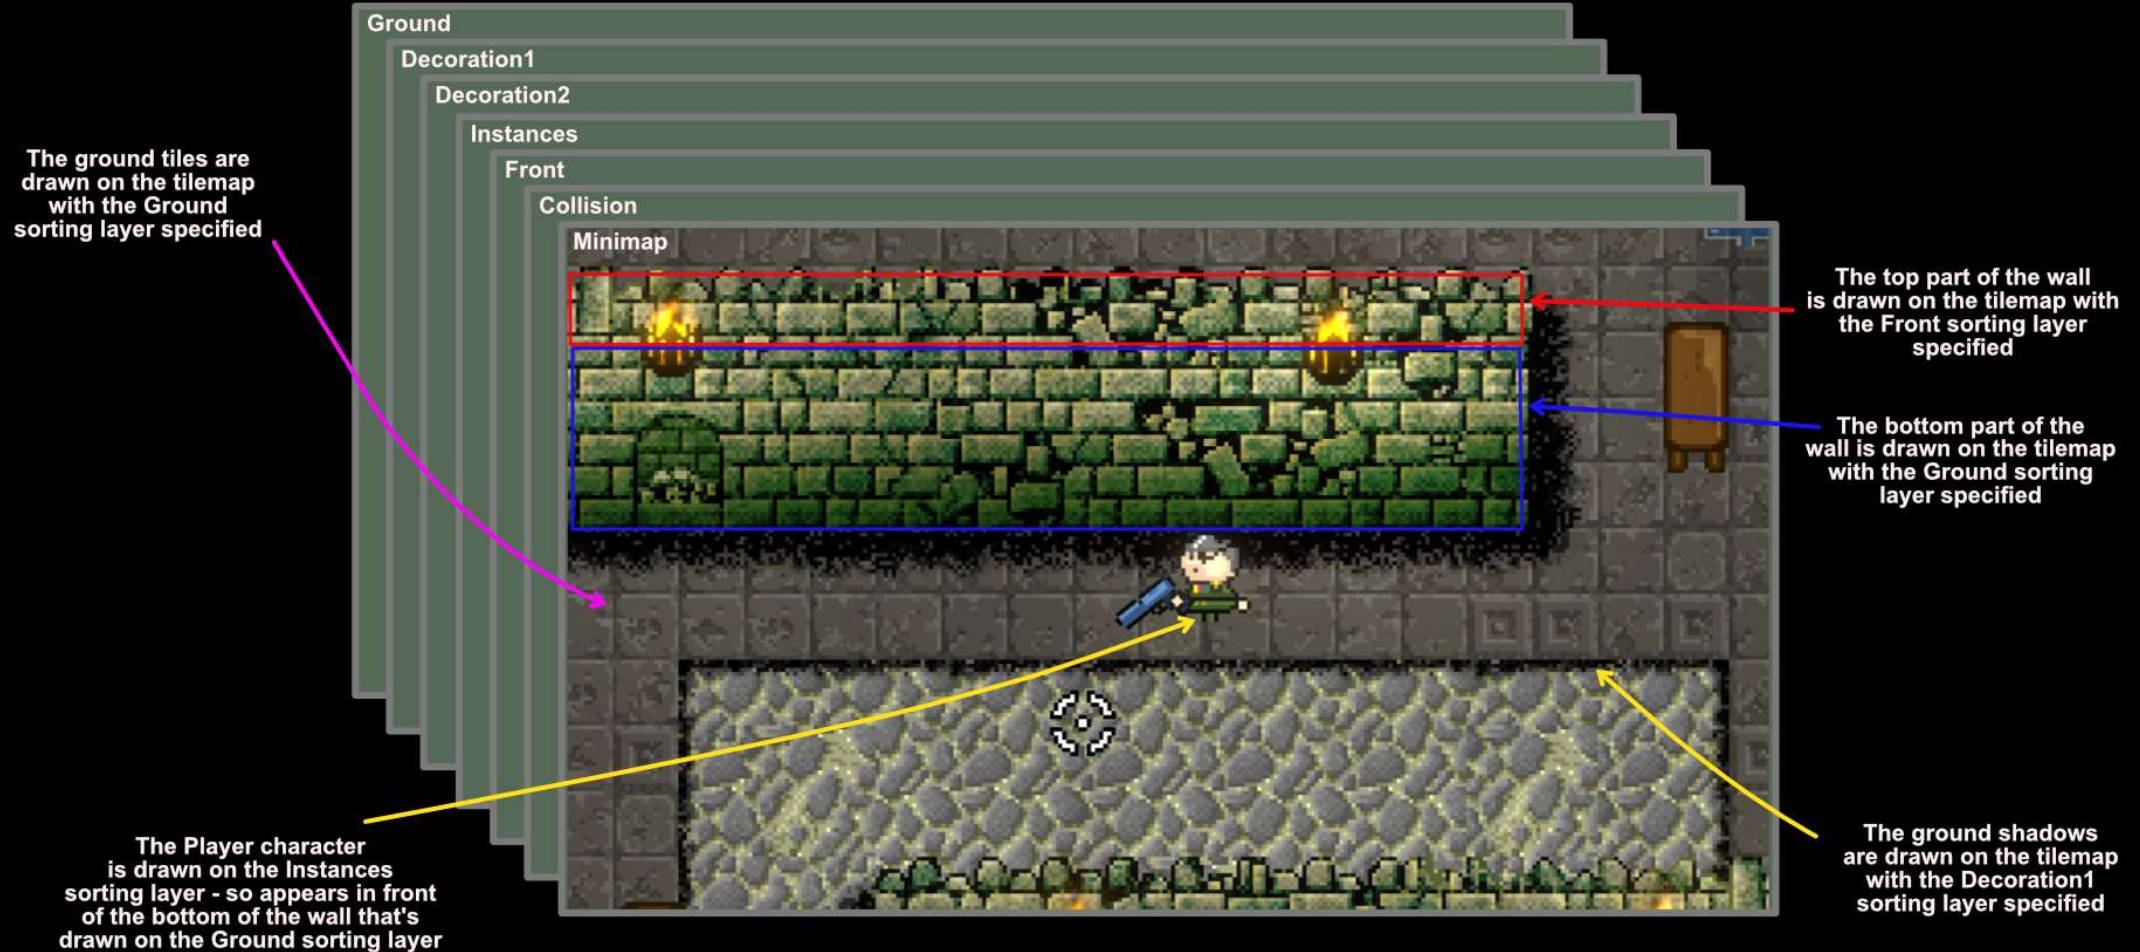 Ground
Decoration1
Decoration2
Instances
Front
Collision
Minimap
The ground tiles are
drawn on the tilemap
with the Ground
sorting layer specified
The top part of the wall
is drawn on the tilemap with
the Front sorting layer
specified
The bottom part of the
wall is drawn on the tilemap
with the Ground sorting
layer specified
The Player character
is drawn on the Instances
sorting layer - so appears in front
of the bottom of the wall that's
drawn on the Ground sorting layer
The ground shadows
are drawn on the tilemap
with the Decoration1
sorting layer specified